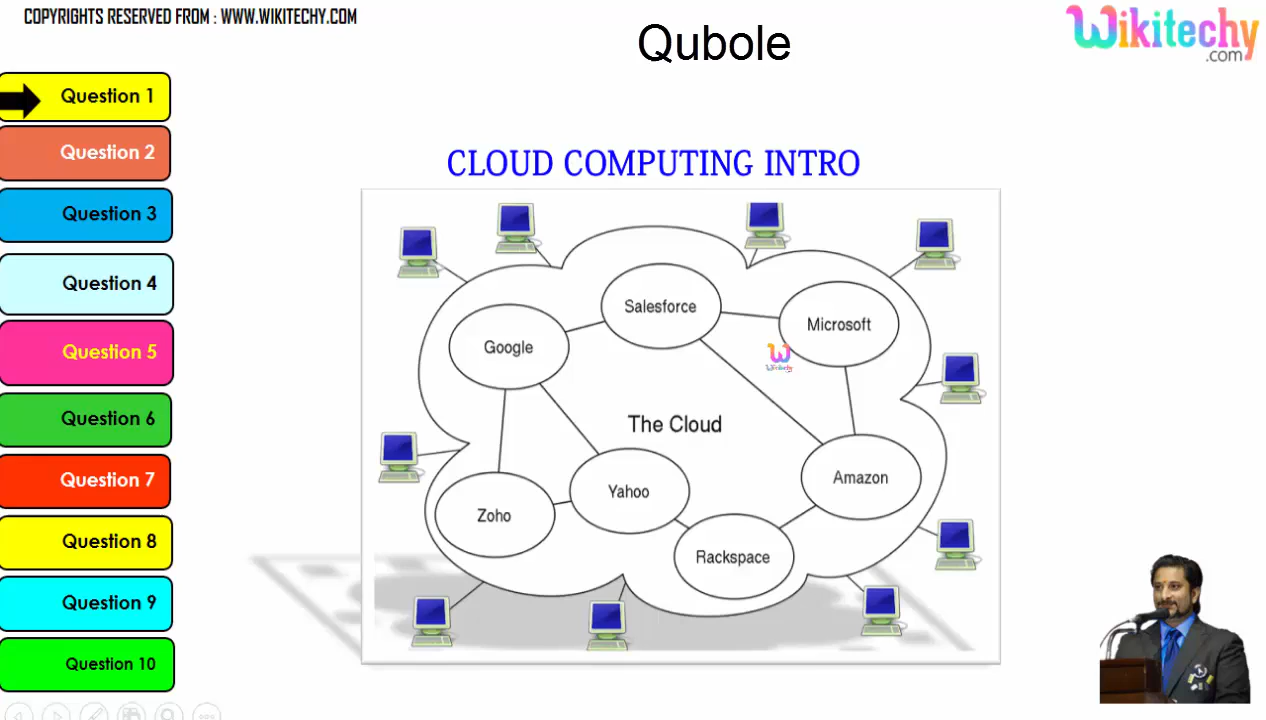 COPYRIGHTS RESERVED FROM : WWW.WIKITECHY.COM
Qubole
Wikitechy
.com
Question 1
Question 2
Question 3
Question 4
Question 5
Question 6
Question 7
Question 8
Question 9
Question 10
CLOUD COMPUTING INTRO
Salesforce
Microsoft
Google
Wikitechy
The Cloud
Amazon
Yahoo
Zoho
Rackspace